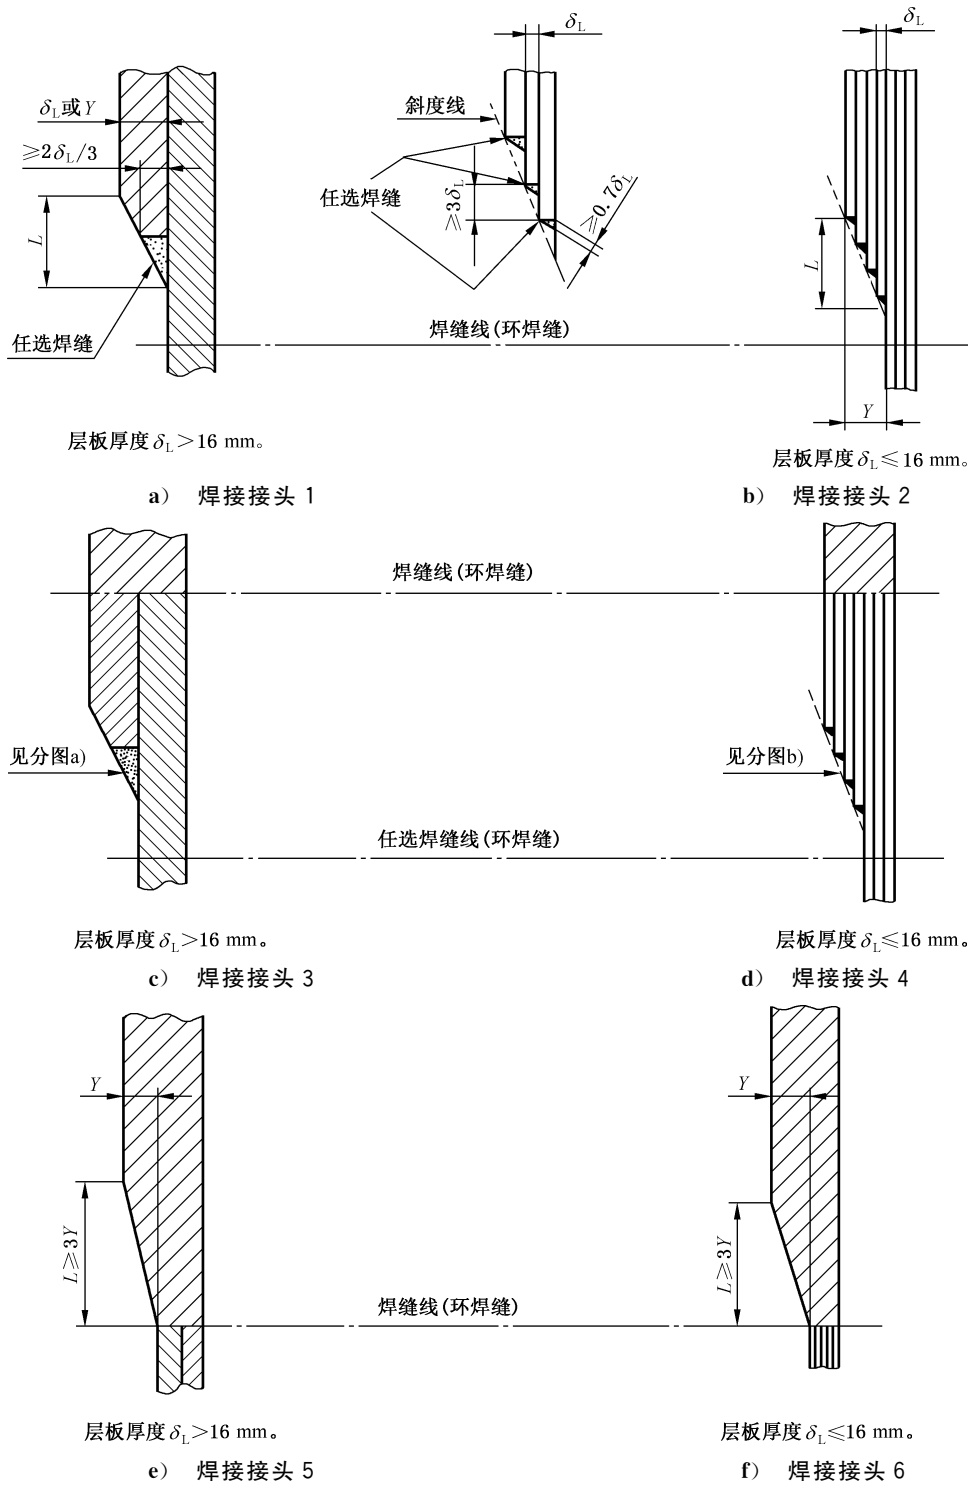 δL
δL
δL或Y
≥2δL/3
L
任选焊缝
斜度线
任选焊缝
≥3δL
≥0.7δL
L
焊缝线(环焊缝)
Y
层板厚度δL>16 mm。
层板厚度δL≤16 mm。
a) 焊接接头1
b) 焊接接头2
焊缝线(环焊缝)
见分图a)
见分图b)
任选焊缝线(环焊缝)
层板厚度δL>16 mm。
层板厚度δL≤16 mm。
c) 焊接接头3
d) 焊接接头4
Y
Y
L≥3Y
L≥3Y
焊缝线(环焊缝)
层板厚度δL>16 mm。
层板厚度δL≤16 mm。
e) 焊接接头5
f) 焊接接头6